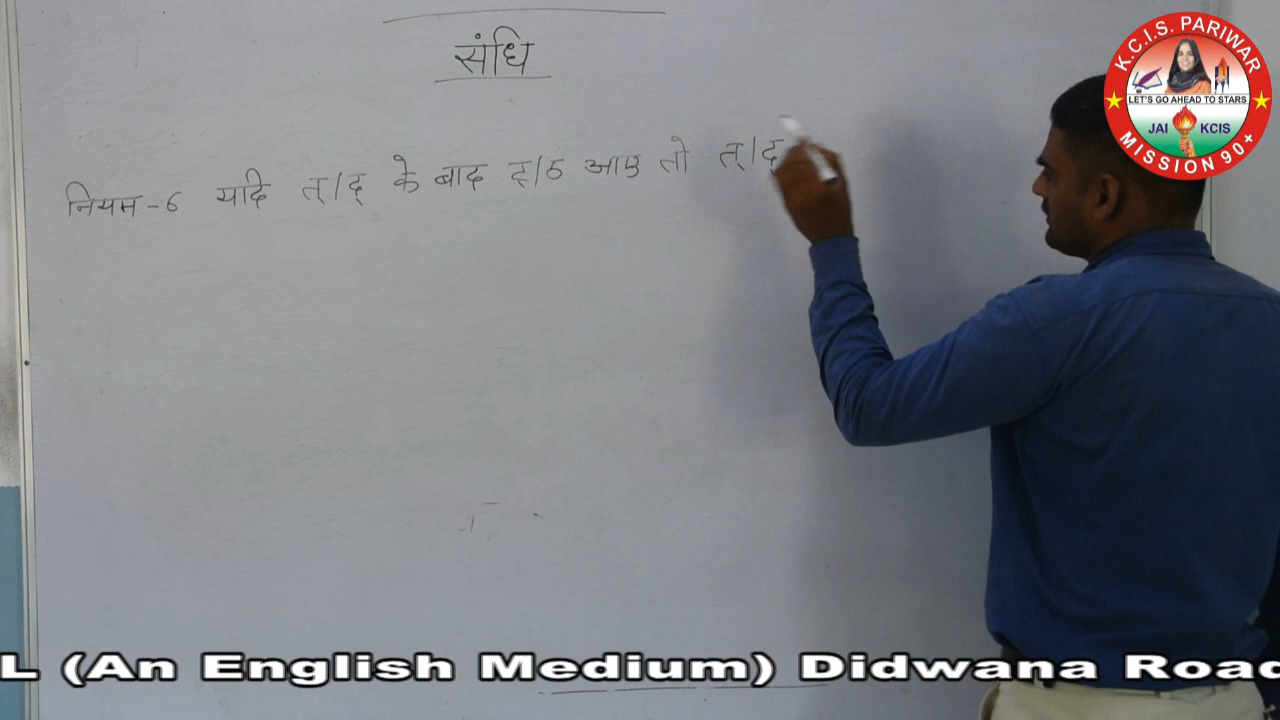 संधि
नियम-6 यदि त्/द् के बाद ट्/ठ आए तो त्/द्
K.C.I.S. PARIWAR
LET'S GO AHEAD TO STARS
JAI KCIS
MISSION 90+
L (An English Medium) Didwana Road